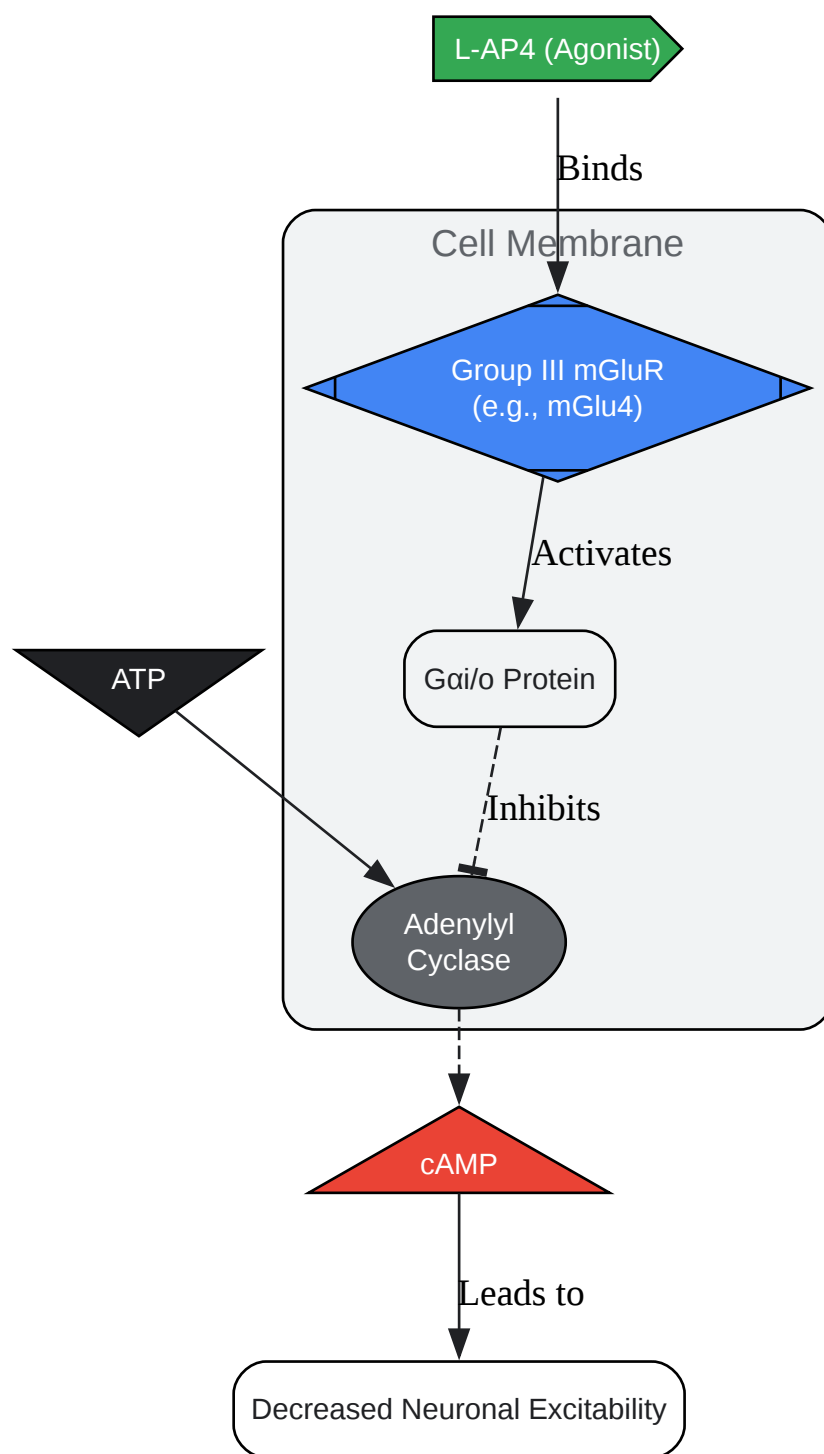 L-AP4 (Agonist)
Binds
Cell Membrane
Group III mGluR
(e.g., mGlu4)
Activates
ATP
Gαi/o Protein
Inhibits
Adenylyl
Cyclase
cAMP
Leads to
Decreased Neuronal Excitability